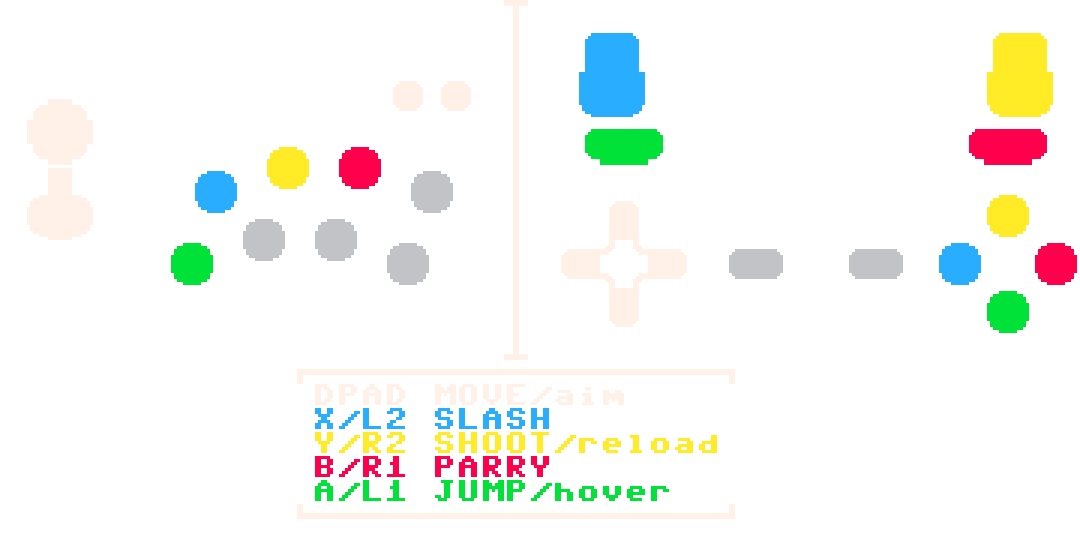 DPAD MOVE/aim
X/L2 SLASH
Y/R2 SHOOT/reload
B/R1 PARRY
A/L1 JUMP/hover